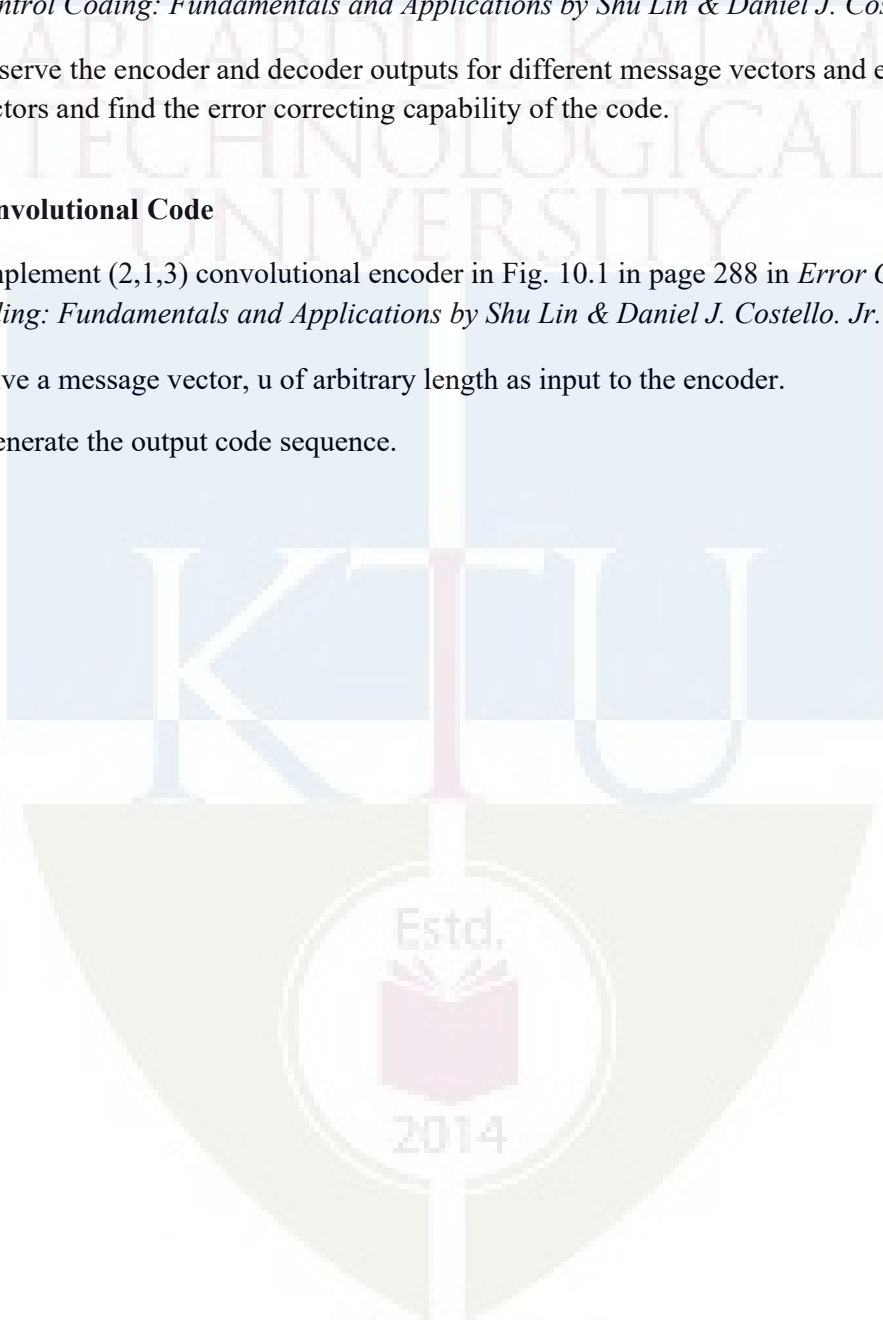 ntrol Coding: Fundamentals and Applications by Shu Lin & Daniel J. Cos
API ABDUL KALAM
serve the encoder and decoder outputs for different message vectors and e
ctors and find the error correcting capability of the code.
TECHNOLOGICAL
UNIVERSITY
nvolutional Code
nplement (2,1,3) convolutional encoder in Fig. 10.1 in page 288 in Error C
ding: Fundamentals and Applications by Shu Lin & Daniel J. Costello. Jr.
ve a message vector, u of arbitrary length as input to the encoder.
enerate the output code sequence.
KTU
Estd.
2014